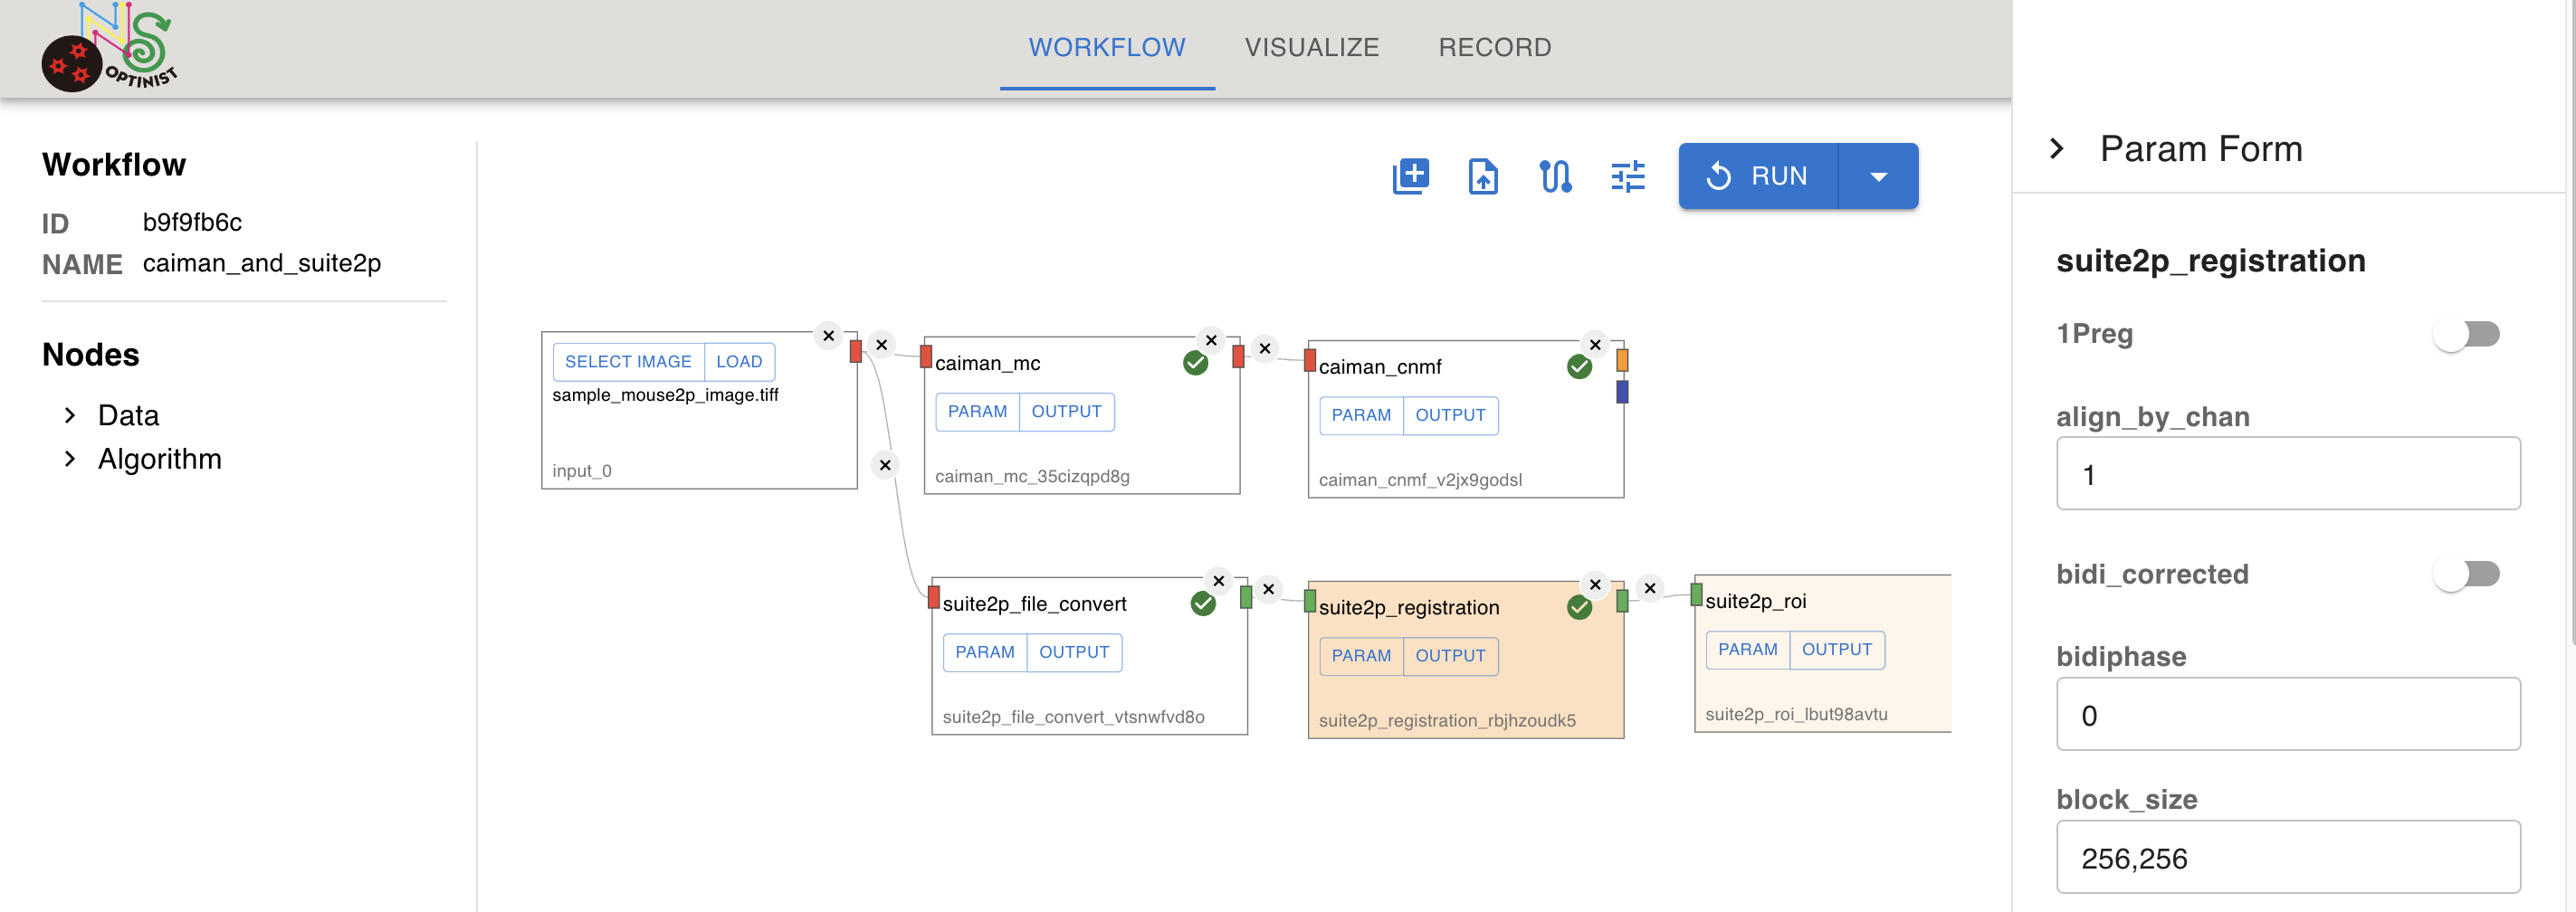 OPTINIST
WORKFLOW
VISUALIZE
RECORD
Workflow
ID b9f9fb6c
NAME caiman_and_suite2p
Nodes
Data
Algorithm
RUN
SELECT IMAGE LOAD
sample_mouse2p_image.tiff
input_0
caiman_mc
PARAM OUTPUT
caiman_mc_35cizqpd8g
caiman_cnmf
PARAM OUTPUT
caiman_cnmf_v2jx9godsl
suite2p_file_convert
PARAM OUTPUT
suite2p_file_convert_vtsnwfvd8o
suite2p_registration
PARAM OUTPUT
suite2p_registration_rbjhzoudk5
suite2p_roi
PARAM OUTPUT
suite2p_roi_lbut98avtu
Param Form
suite2p_registration
1Preg
align_by_chan
1
bidi_corrected
bidiphase
0
block_size
256,256